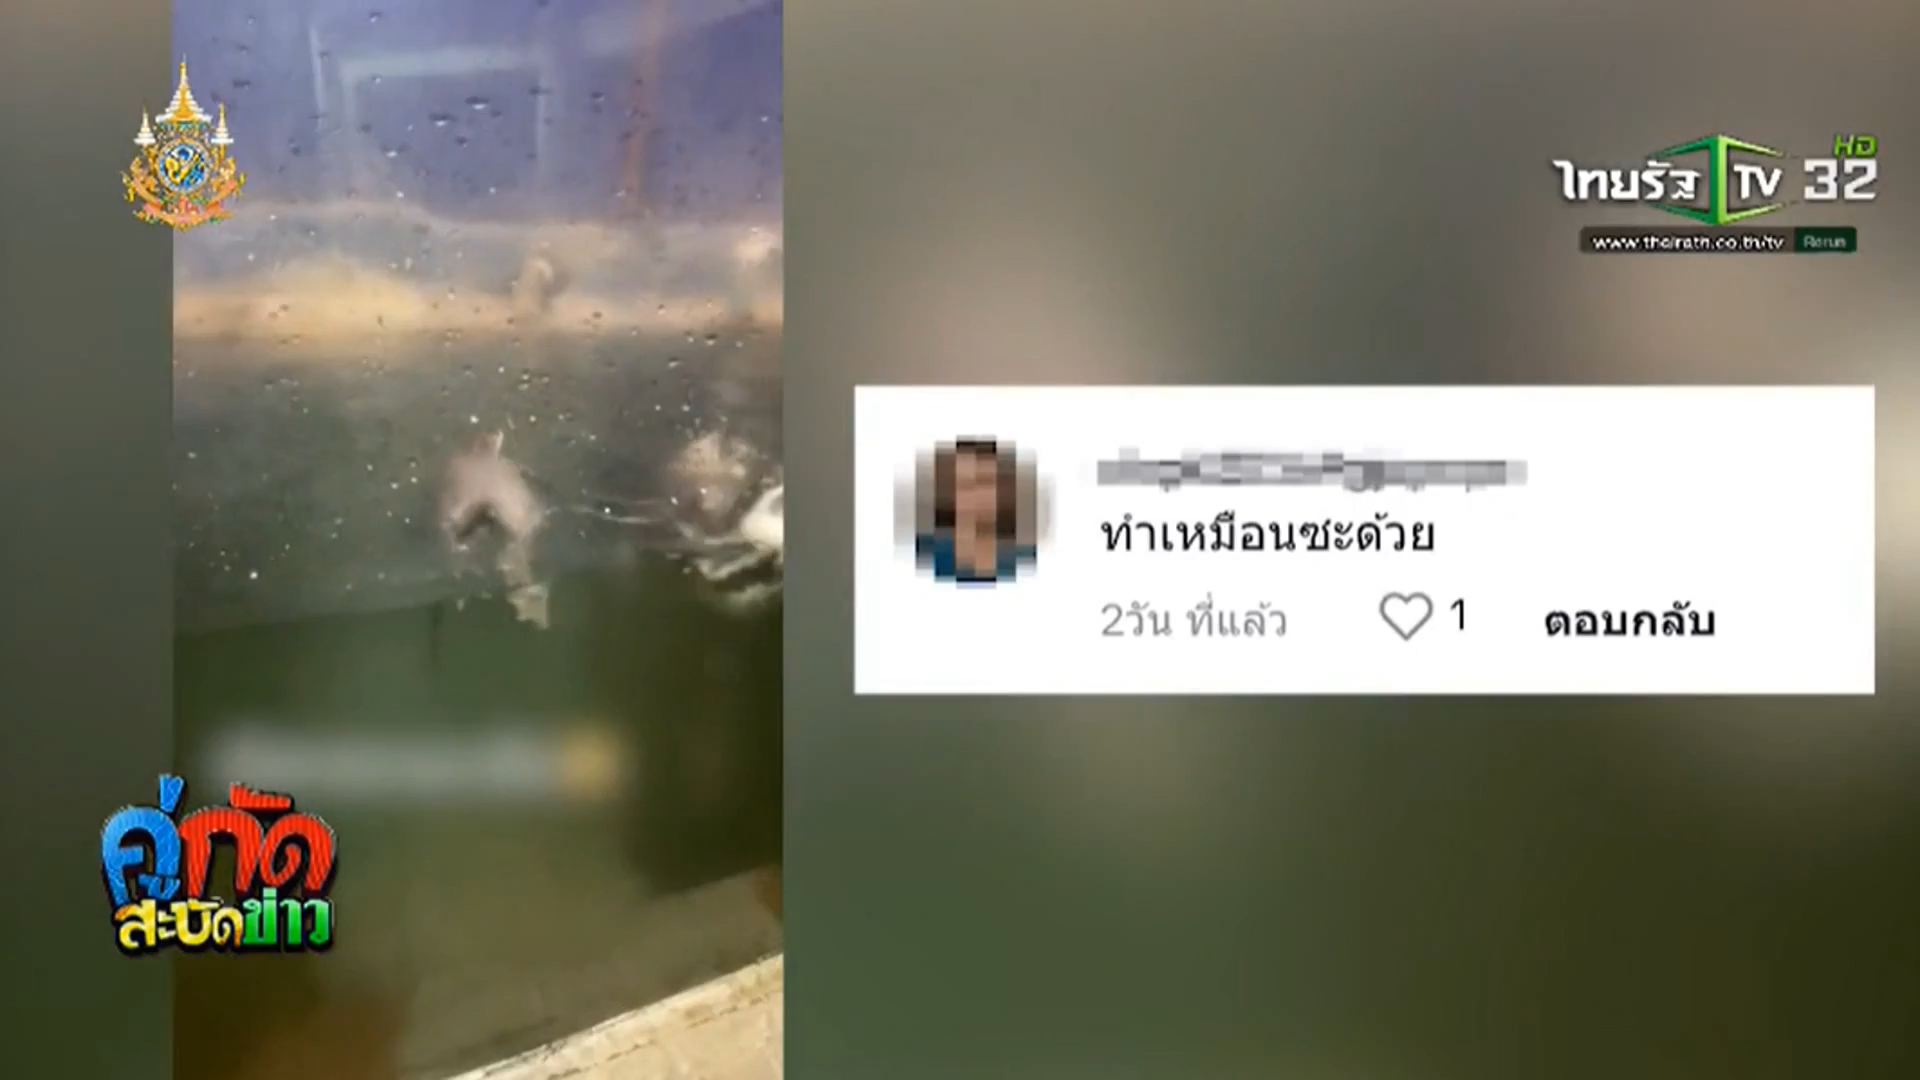 ไทยรัฐ TV 32 HD
www.thairath.co.th/tv Rerun
ทำเหมือนซะด้วย
2วัน ที่แล้ว 1 ตอบกลับ
คู่กัด
สะบัดข่าว